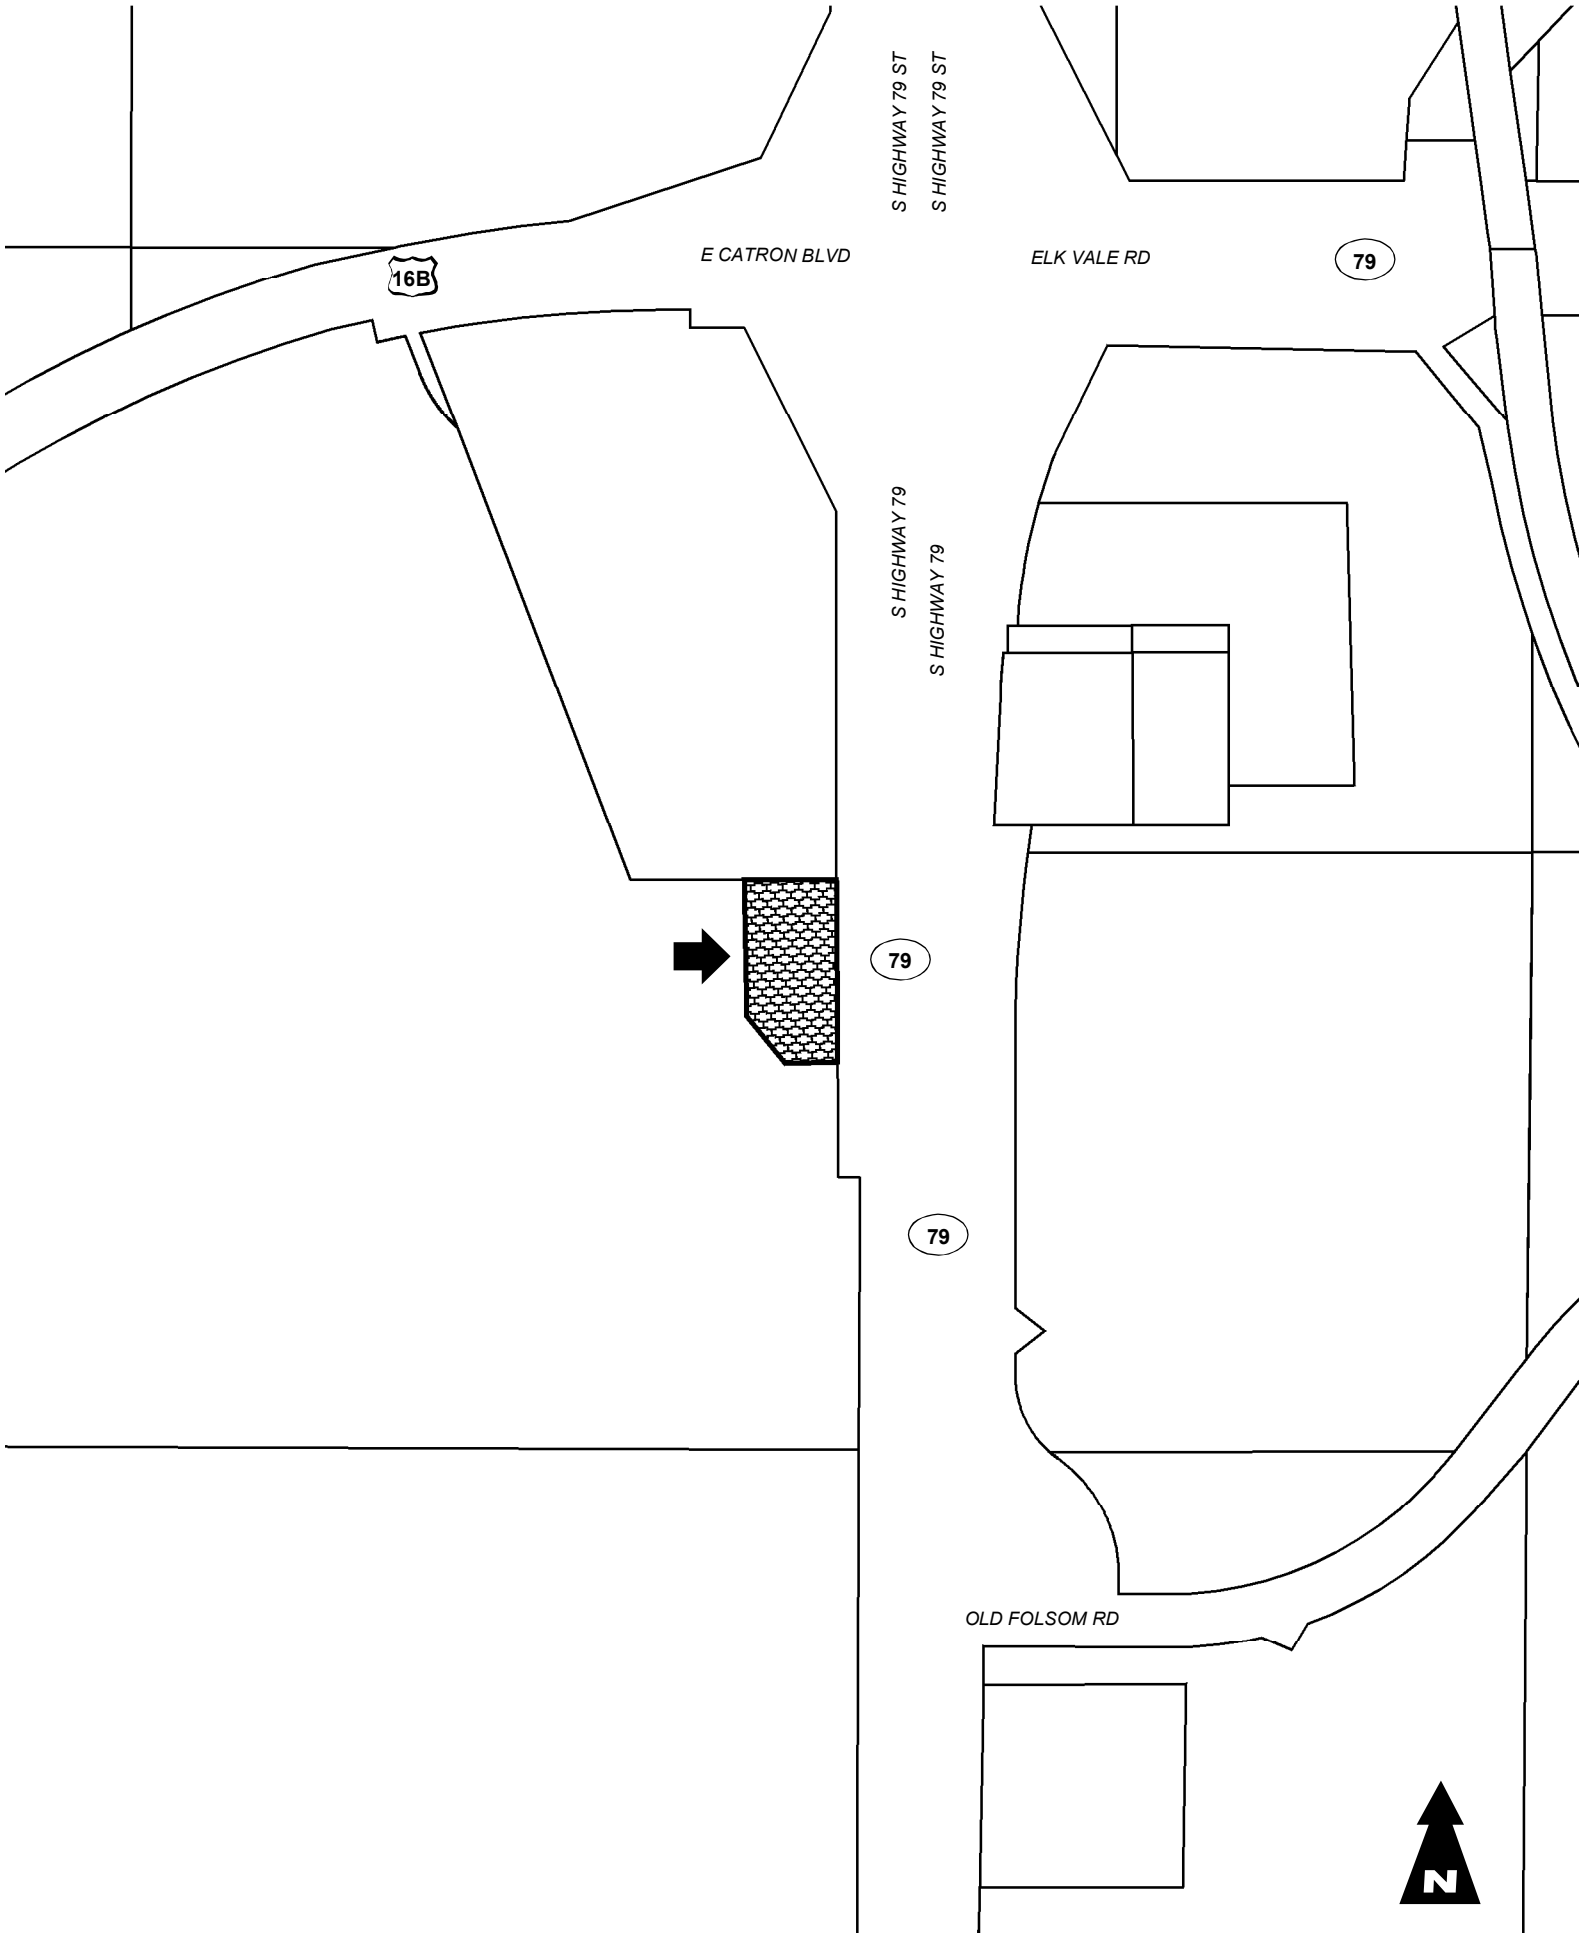 S HIGHWAY 79 ST
S HIGHWAY 79 ST
E CATRON BLVD
ELK VALE RD
79
16B
S HIGHWAY 79
S HIGHWAY 79
79
79
OLD FOLSOM RD
N